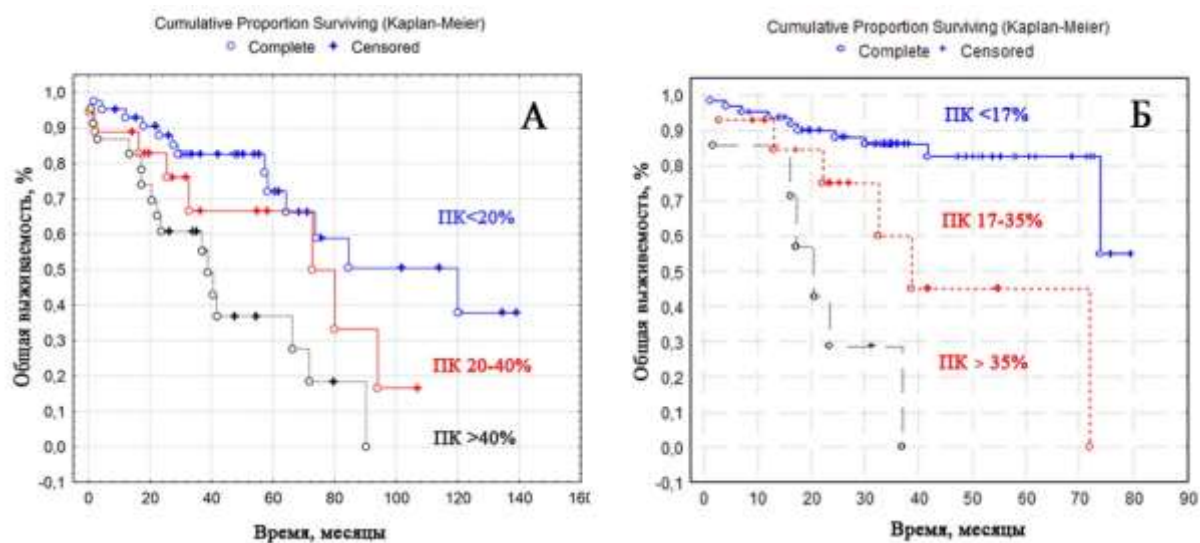 Cumulative Proportion Surviving (Kaplan-Meier)
Complete Censored
А
Общая выживаемость, %
1,0
0,9
0,8
0,7
0,6
0,5
0,4
0,3
0,2
0,1
0,0
-0,1
ПК<20%
ПК 20-40%
ПК >40%
0 20 40 60 80 100 120 140 160
Время, месяцы
Cumulative Proportion Surviving (Kaplan-Meier)
Complete Censored
Б
Общая выживаемость, %
1,0
0,9
0,8
0,7
0,6
0,5
0,4
0,3
0,2
0,1
0,0
-0,1
ПК <17%
ПК 17-35%
ПК > 35%
0 10 20 30 40 50 60 70 80 90
Время, месяцы